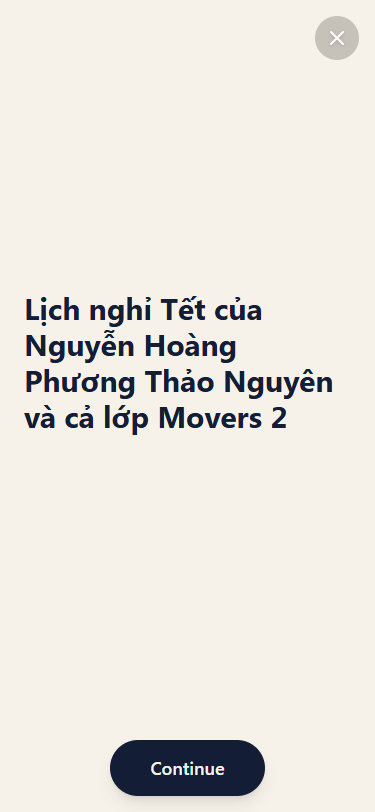 Lịch nghỉ Tết của
Nguyễn Hoàng
Phương Thảo Nguyên
và cả lớp Movers 2
Continue